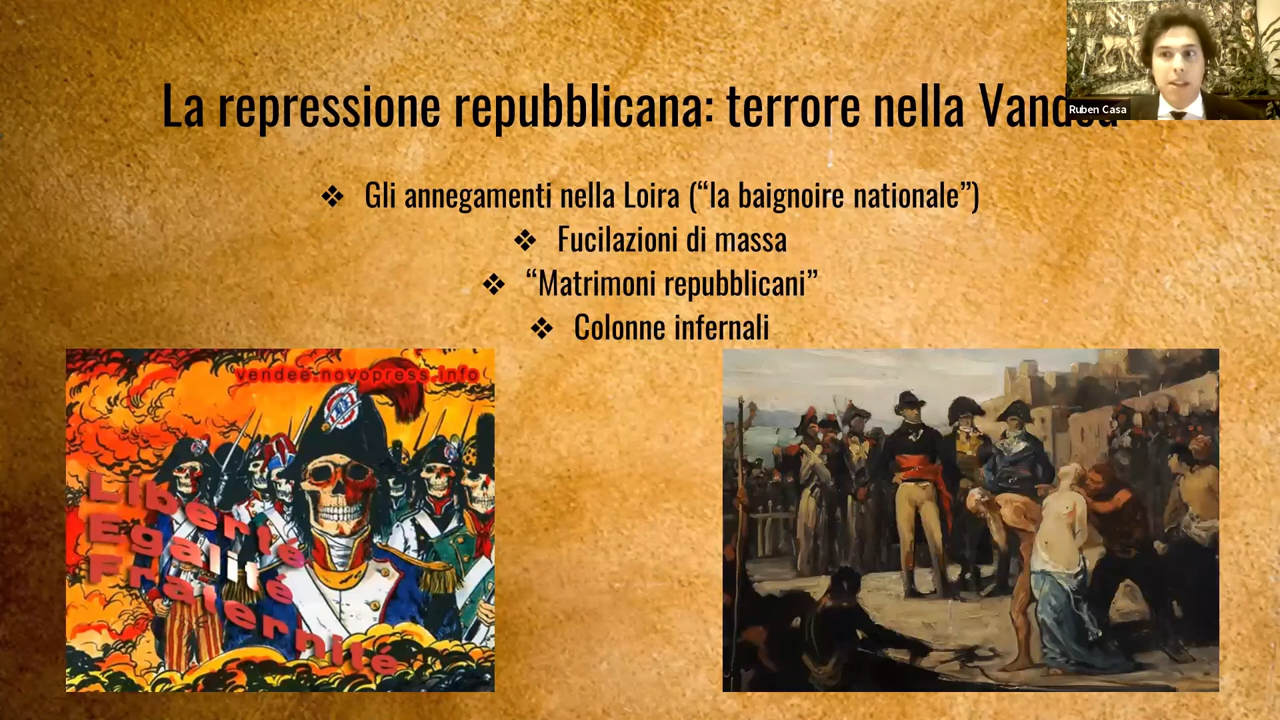 La repressione repubblicana: terrore nella Vandea
Ruben Casa
❖ Gli annegamenti nella Loira (“la baignoire nationale”)
❖ Fucilazioni di massa
❖ “Matrimoni repubblicani”
❖ Colonne infernali
vendee.novopress.info
Liberté
Egalité
Fraternité